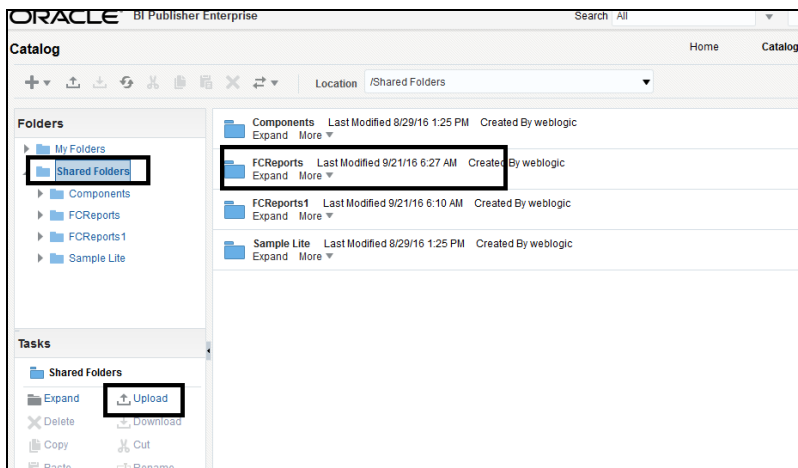 ORACLE BI Publisher Enterprise Search All
Catalog Home Catalog
Location /Shared Folders
Folders
My Folders
Shared Folders
Components
FCReports
FCReports1
Sample Lite
Components Last Modified 8/29/16 1:25 PM Created By weblogic
Expand More
FCReports Last Modified 9/21/16 6:27 AM Created By weblogic
Expand More
FCReports1 Last Modified 9/21/16 6:10 AM Created By weblogic
Expand More
Sample Lite Last Modified 8/29/16 1:25 PM Created By weblogic
Expand More
Tasks
Shared Folders
Expand Upload
Delete Download
Copy Cut
Paste Rename